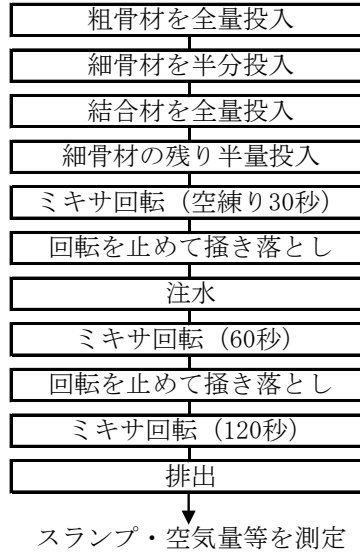 粗骨材を全量投入
細骨材を半分投入
結合材を全量投入
細骨材の残り半量投入
ミキサ回転（空練り30秒）
回転を止めて掻き落とし
注水
ミキサ回転（60秒）
回転を止めて掻き落とし
ミキサ回転（120秒）
排出
スランプ・空気量等を測定